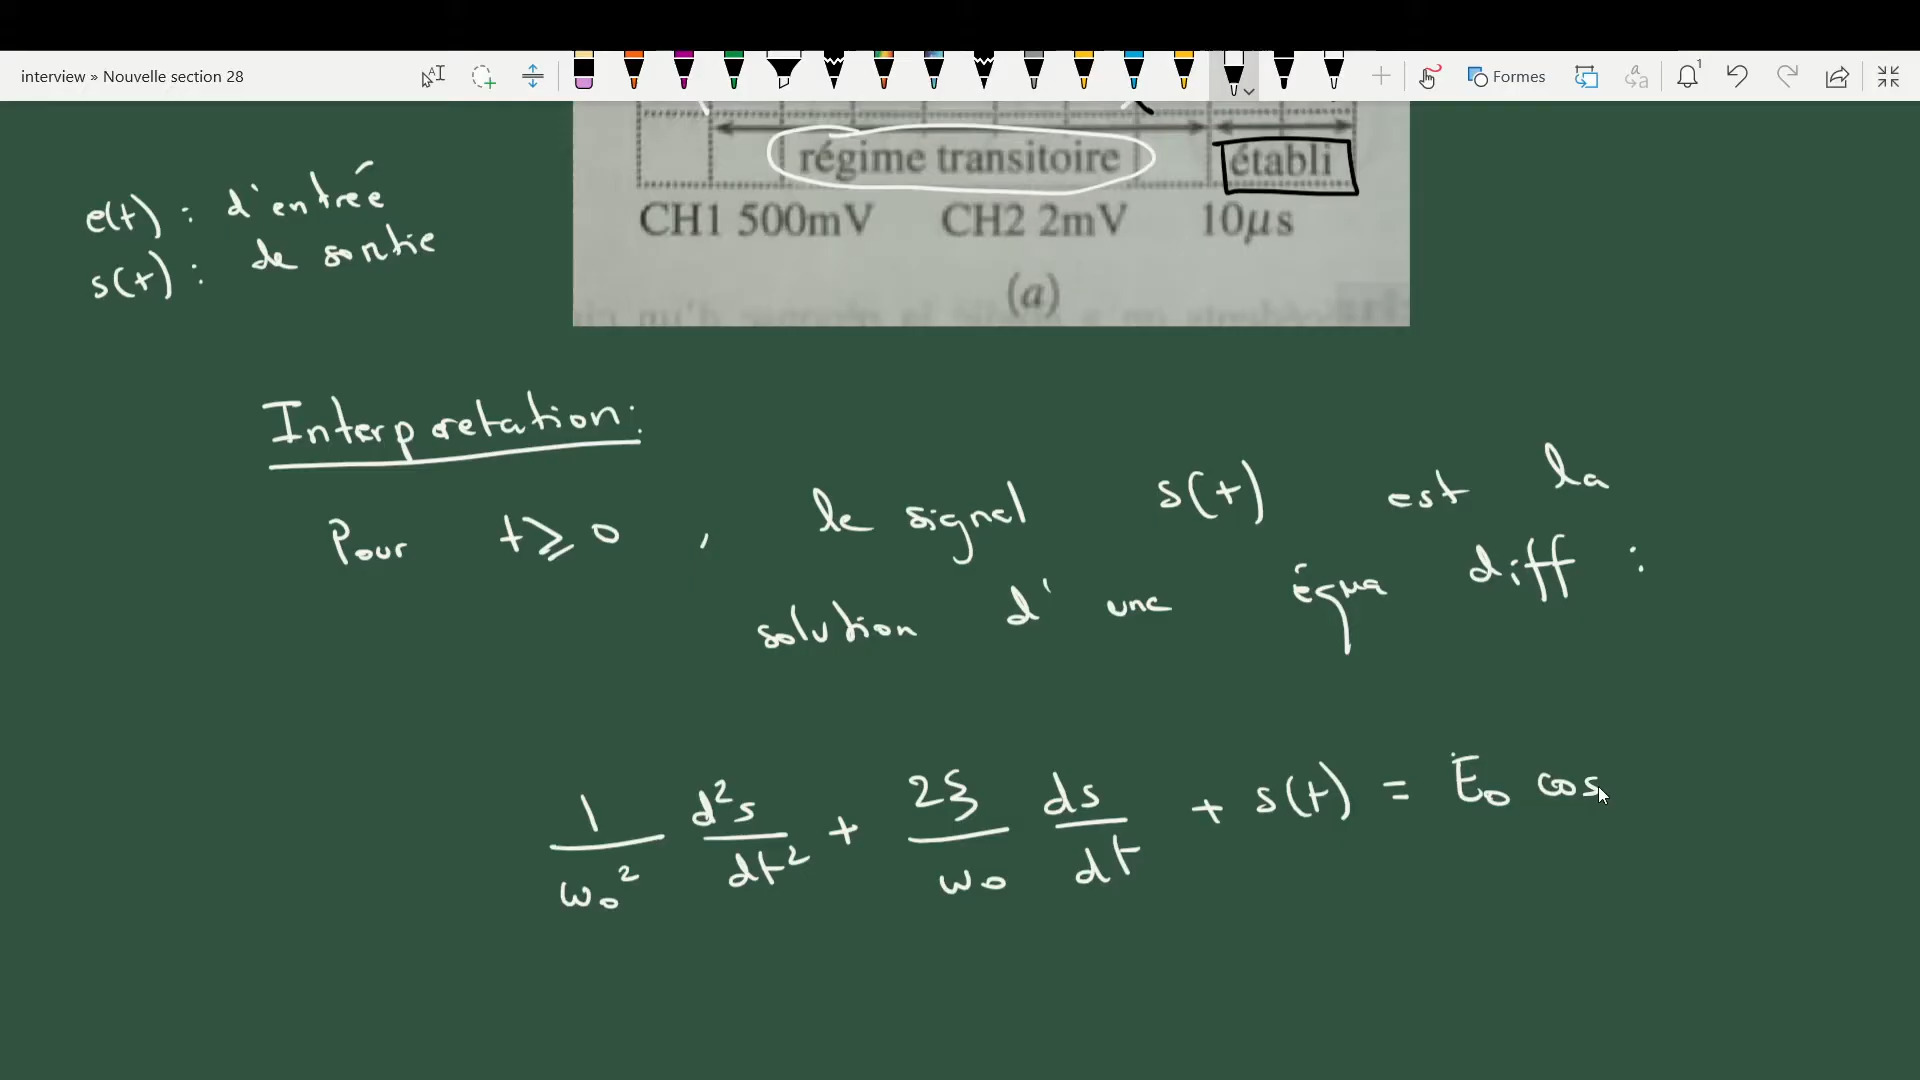 interview » Nouvelle section 28
Formes
1
régime transitoire établi
CH1 500mV CH2 2mV 10μs
(a)
e(t) : d'entrée
s(t) : de sortie
Interpretation:
Pour t ≥ 0 , le signal s(t) est la
solution d' une équa diff :
1/ω₀² d²s/dt² + 2ξ/ω₀ ds/dt + s(t) = E₀ cos